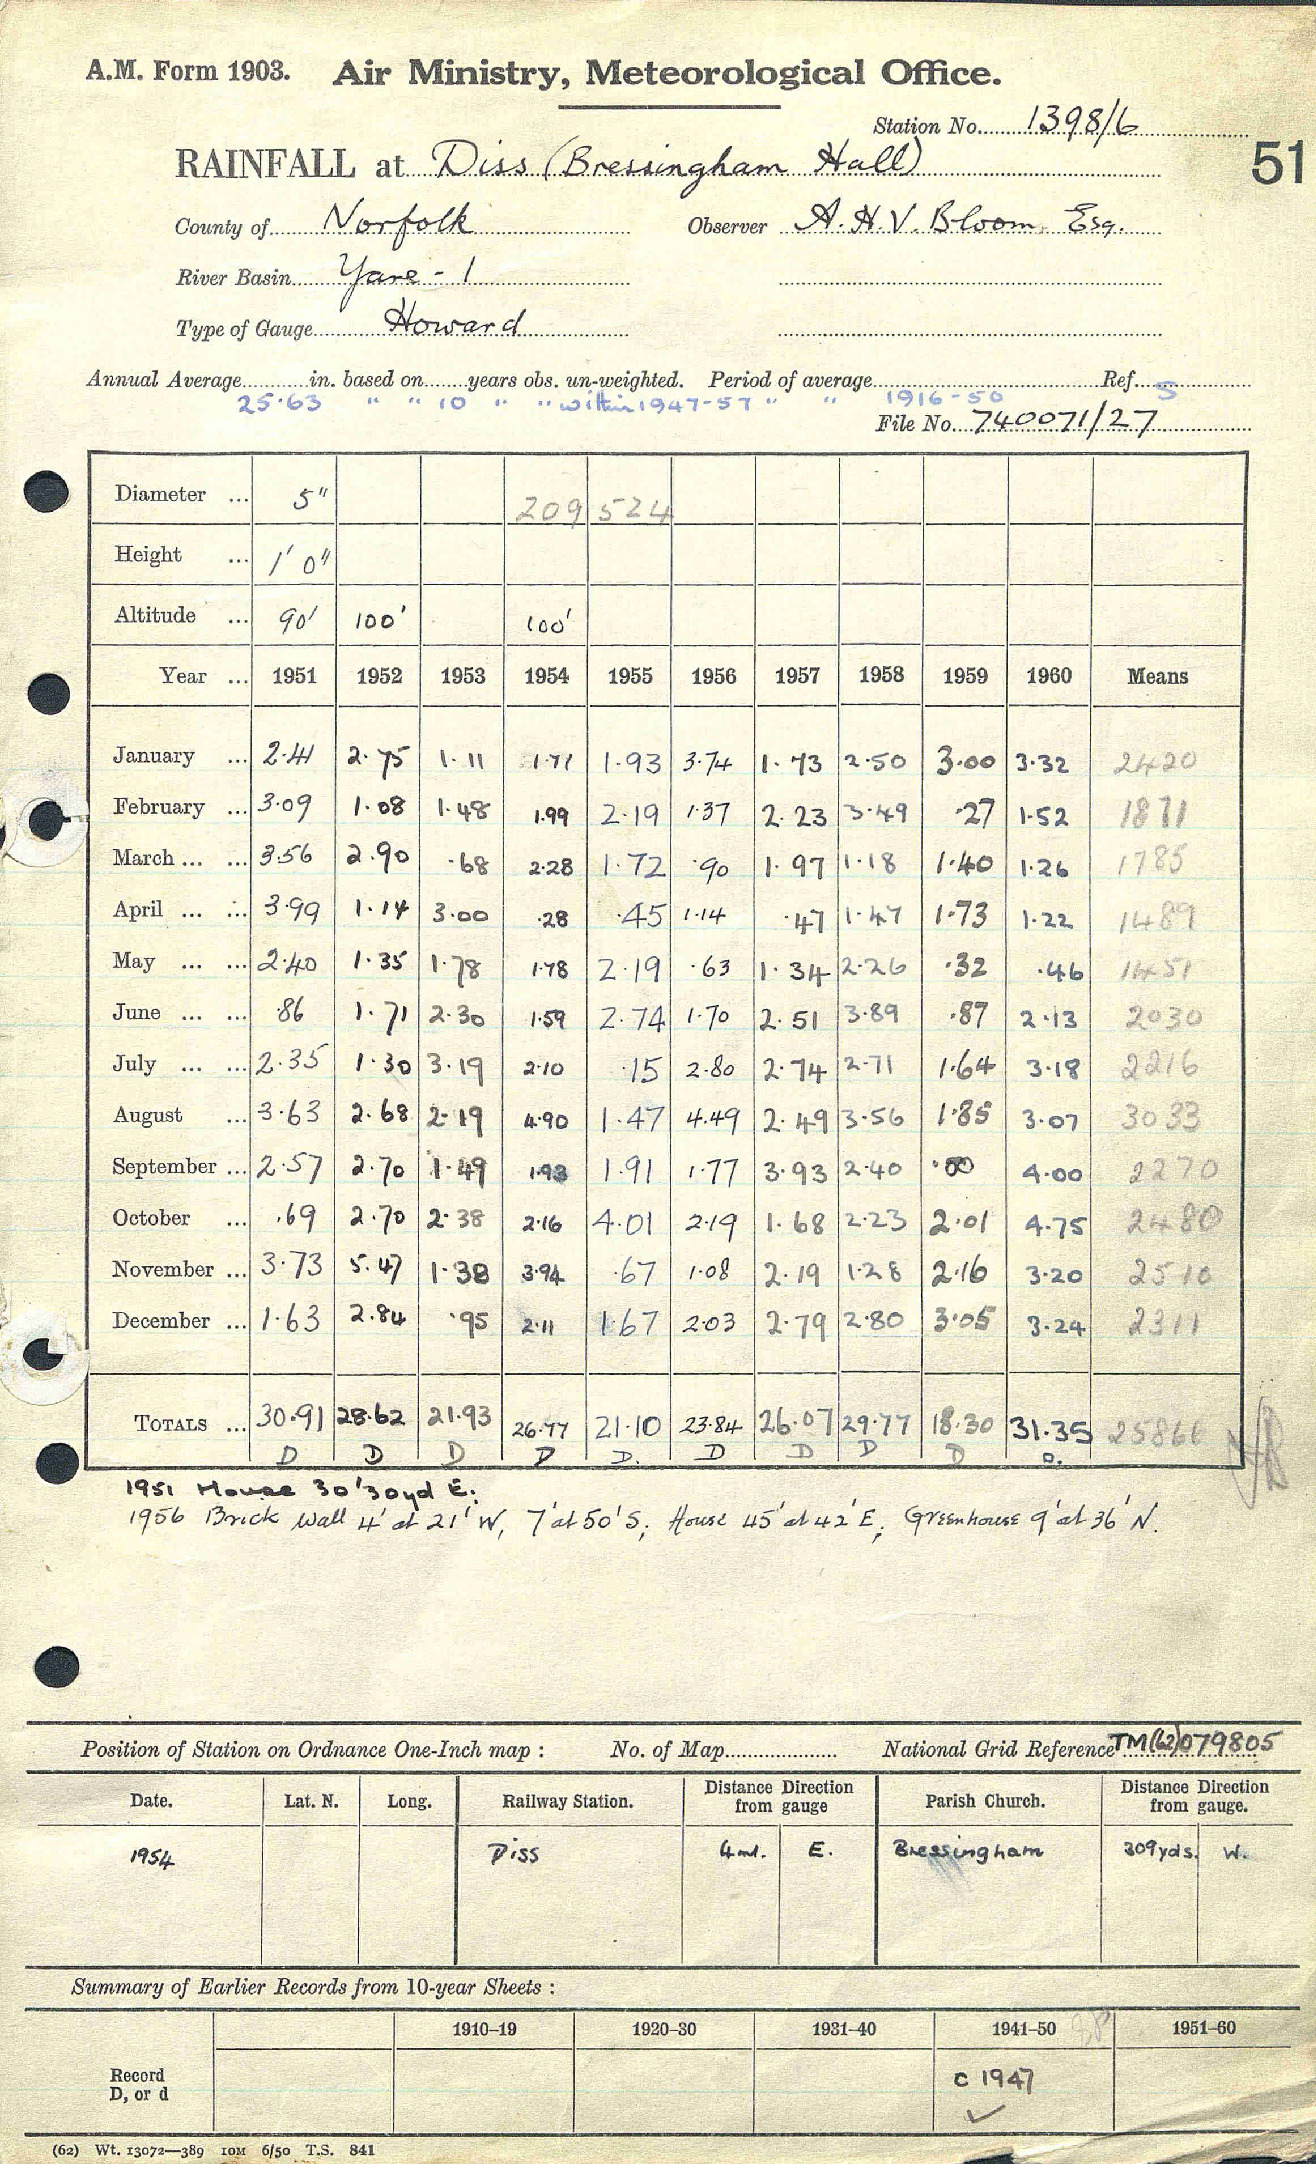 A.M. Form 1903. Air Ministry, Meteorological Office.
Station No. 1398/6
51
RAINFALL at Diss (Bressingham Hall)
County of Norfolk Observer A. H. V. Bloom, Esq.
River Basin Yare - 1
Type of Gauge Howard
Annual Average in. based on years obs. un-weighted. Period of average Ref. S
25.63 " " 10 " " within 1947-57 " " 1916-50
File No. 740071/27
Diameter ... 5" 209 524
Height ... 1' 0"
Altitude ... 90' 100' 100'
Year ... 1951 1952 1953 1954 1955 1956 1957 1958 1959 1960 Means
January ... 2.41 2.75 1.11 1.71 1.93 3.74 1.73 2.50 3.00 3.32 2420
February ... 3.09 1.08 1.48 1.99 2.19 1.37 2.23 3.49 .27 1.52 1871
March ... ... 3.56 2.90 .68 2.28 1.72 .90 1.97 1.18 1.40 1.26 1785
April ... ... 3.99 1.14 3.00 .28 .45 1.14 .47 1.47 1.73 1.22 1489
May ... ... 2.40 1.35 1.78 1.78 2.19 .63 1.34 2.26 .32 .46 1451
June ... ... .86 1.71 2.30 1.59 2.74 1.70 2.51 3.89 .87 2.13 2030
July ... ... 2.35 1.30 3.19 2.10 .15 2.80 2.74 2.71 1.64 3.18 2216
August ... 3.63 2.68 2.19 4.90 1.47 4.49 2.49 3.56 1.85 3.07 3033
September ... 2.57 2.70 1.49 1.93 1.91 1.77 3.93 2.40 .00 4.00 2270
October ... .69 2.70 2.38 2.16 4.01 2.19 1.68 2.23 2.01 4.75 2480
November ... 3.73 5.47 1.38 3.94 .67 1.08 2.19 1.28 2.16 3.20 2510
December ... 1.63 2.84 .95 2.11 1.67 2.03 2.79 2.80 3.05 3.24 2311
TOTALS ... 30.91 28.62 21.93 26.77 21.10 23.84 26.07 29.77 18.30 31.35 25866
D D D D D. D D D D D.
1951 House 30' 30yd E.
1956 Brick Wall 4' at 21' W, 7' at 50' S; House 45' at 42' E; Greenhouse 9' at 36' N.
Position of Station on Ordnance One-Inch map : No. of Map National Grid Reference TM(62)079805
Date. Lat. N. Long. Railway Station. Distance Direction from gauge Parish Church. Distance Direction from gauge.
1954 Diss 4 ml. E. Bressingham 309yds. W.
Summary of Earlier Records from 10-year Sheets :
1910-19 1920-30 1931-40 1941-50 1951-60
Record D, or d C 1947
(62) Wt. 13072—389 10M 6/50 T.S. 841